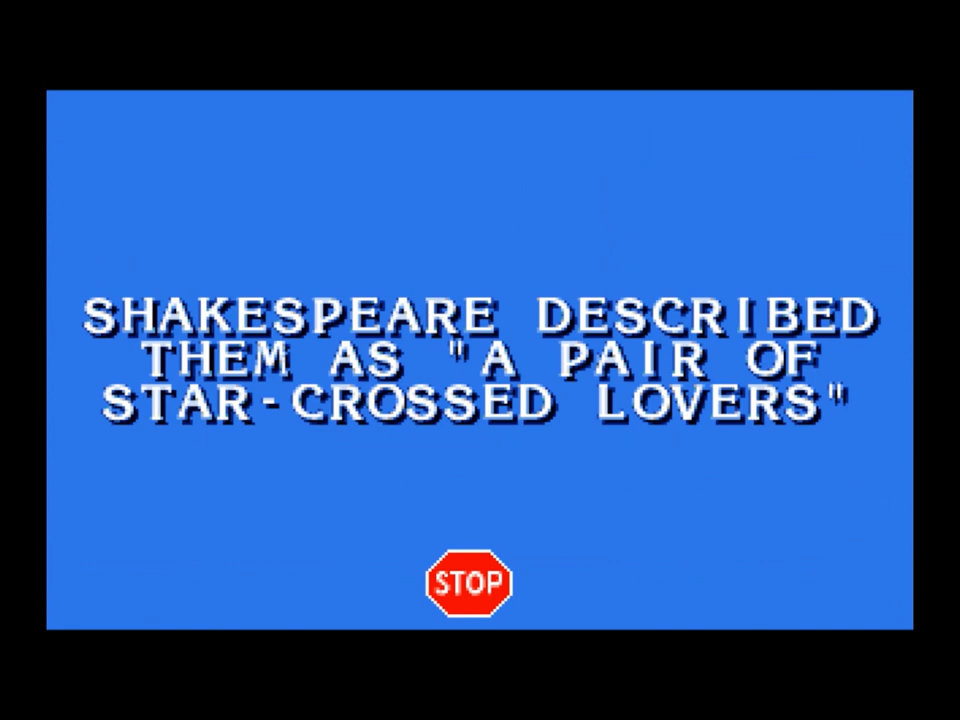 SHAKESPEARE DESCRIBED
THEM AS "A PAIR OF
STAR-CROSSED LOVERS"
STOP